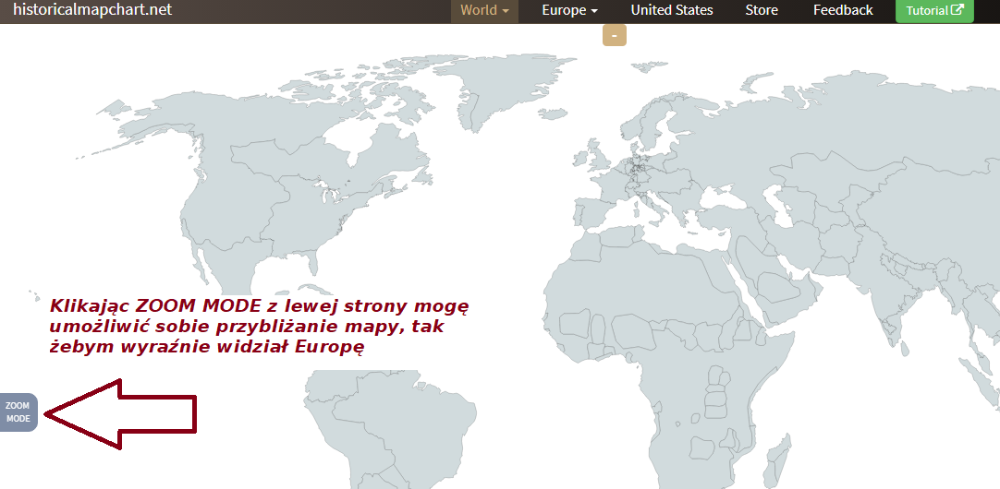 historicalmapchart.net World Europe United States Store Feedback Tutorial
-
Klikając ZOOM MODE z lewej strony mogę
umożliwić sobie przybliżanie mapy, tak
żebym wyraźnie widział Europę
ZOOM
MODE